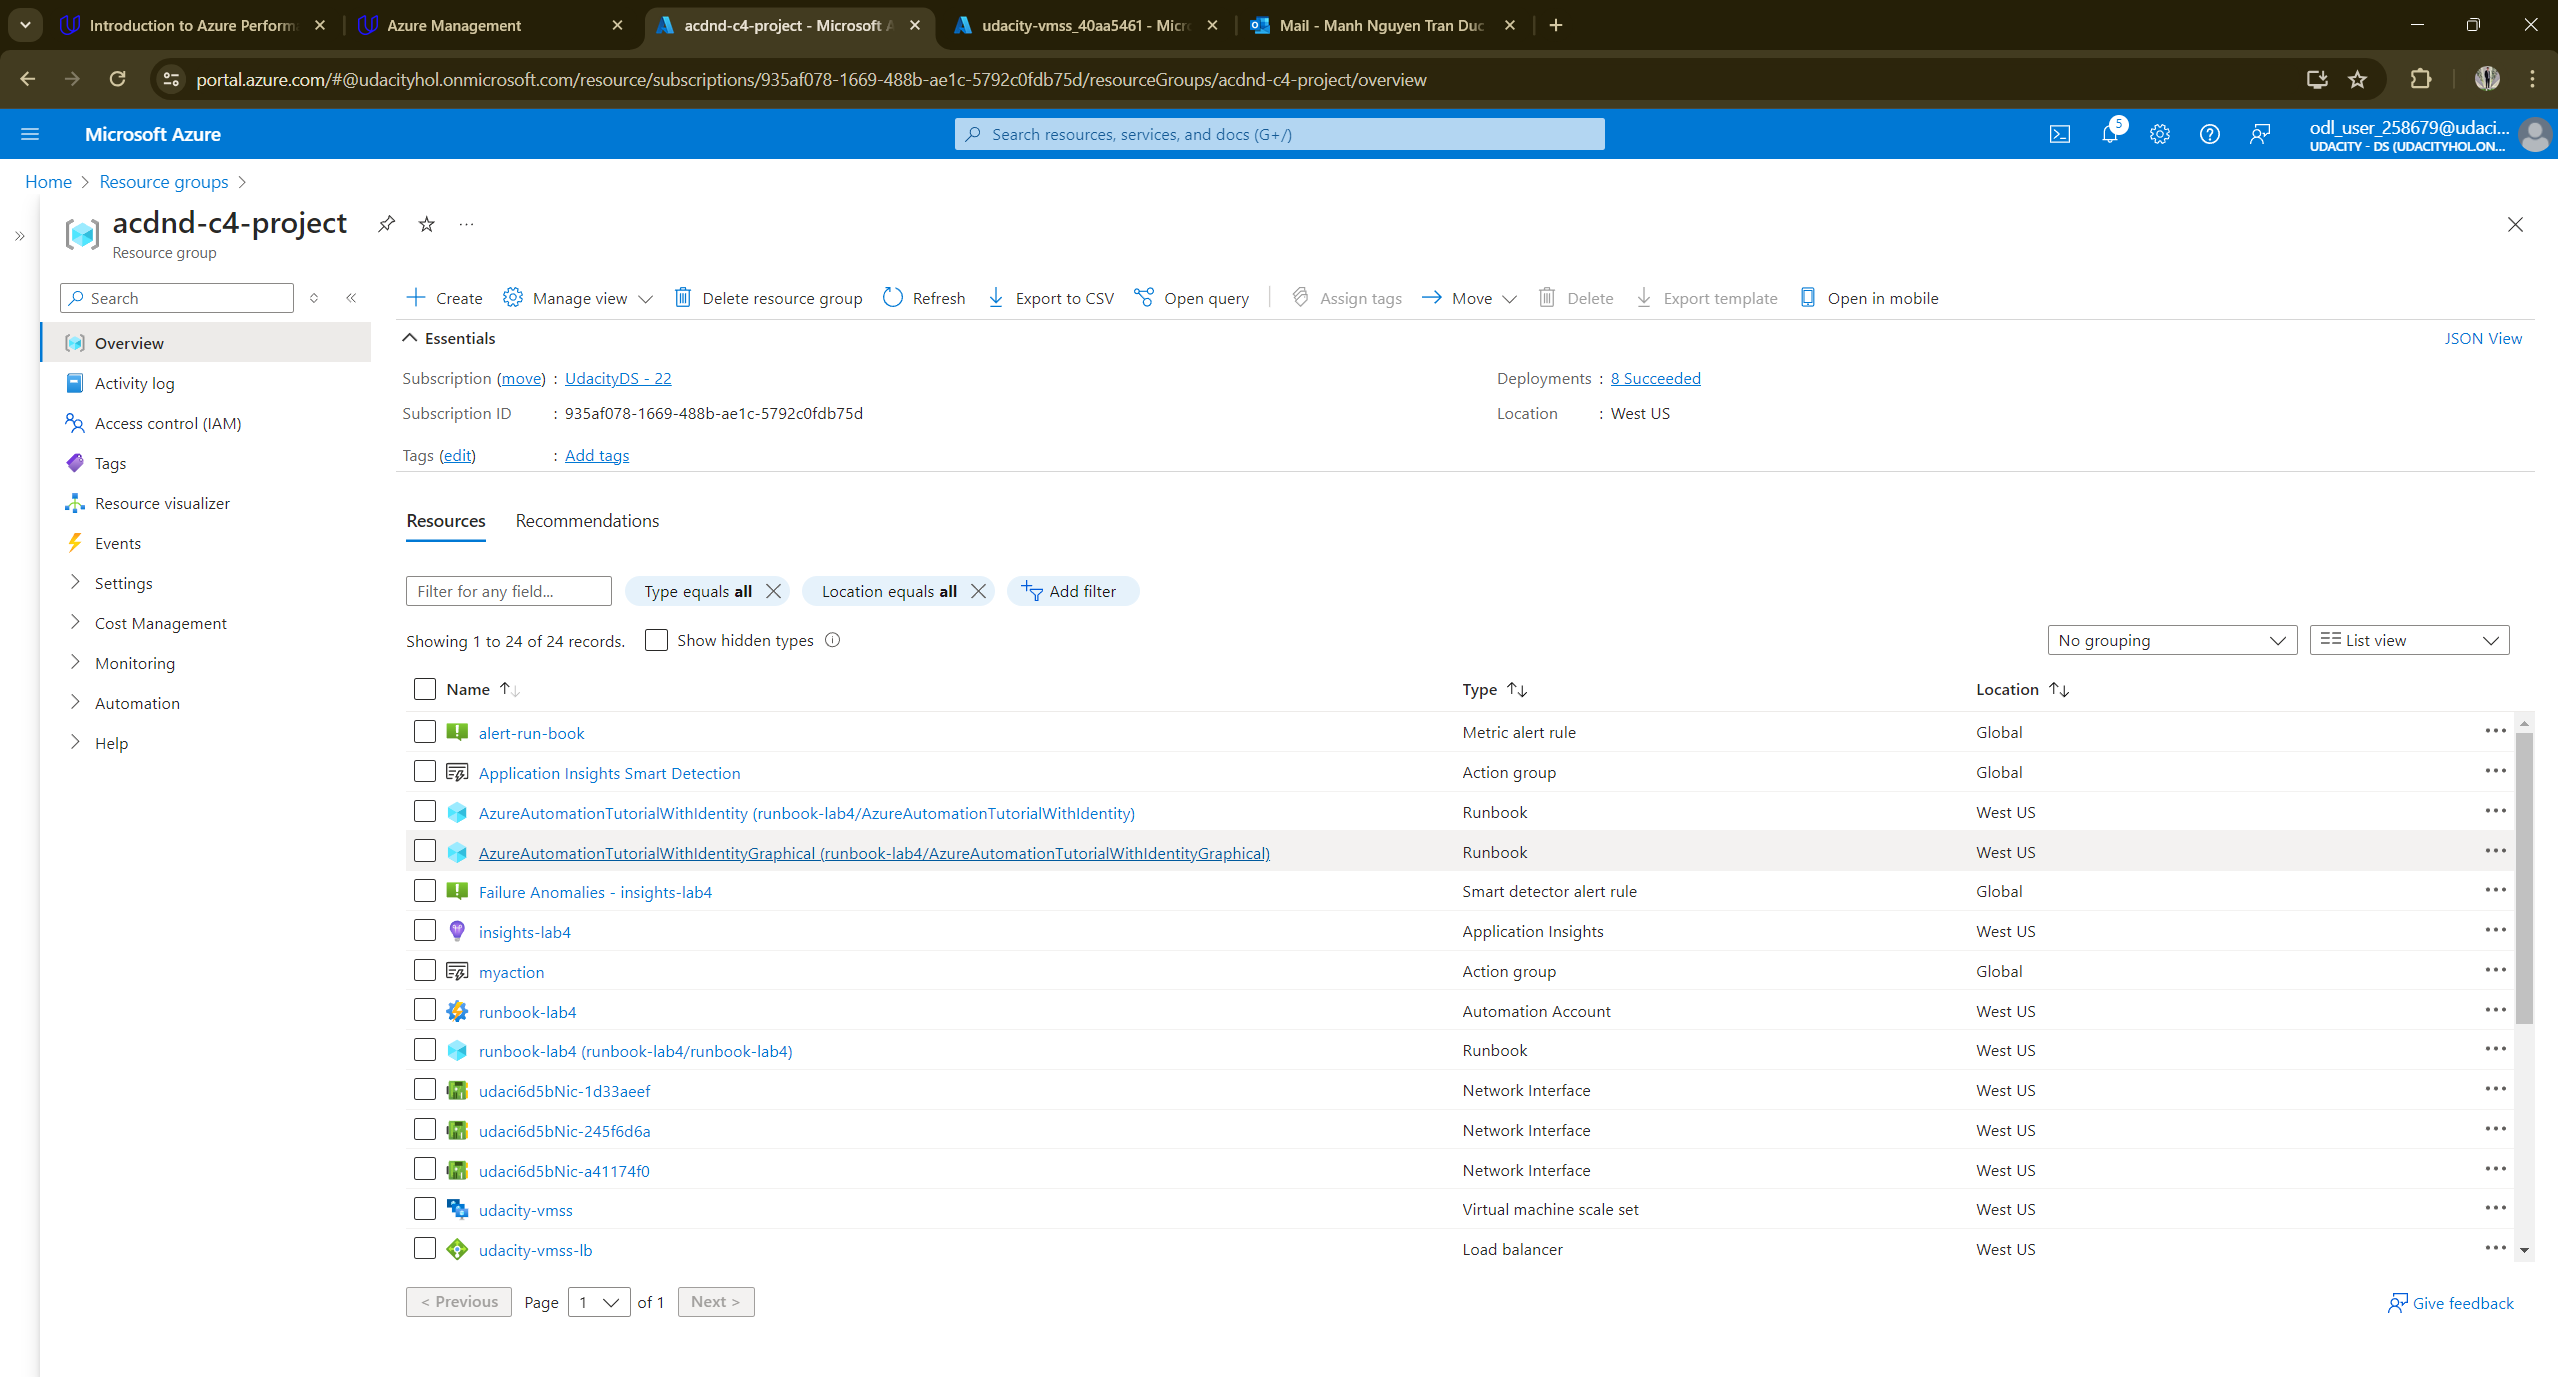 Introduction to Azure Perform
Azure Management
acdnd-c4-project - Microsoft A
udacity-vmss_40aa5461 - Micro
Mail - Manh Nguyen Tran Duc
portal.azure.com/#@udacityhol.onmicrosoft.com/resource/subscriptions/935af078-1669-488b-ae1c-5792c0fdb75d/resourceGroups/acdnd-c4-project/overview
Microsoft Azure
Search resources, services, and docs (G+/)
5
odl_user_258679@udaci...
UDACITY - DS (UDACITYHOL.ON...
Home > Resource groups >
acdnd-c4-project
Resource group
Search
Create
Manage view
Delete resource group
Refresh
Export to CSV
Open query
Assign tags
Move
Delete
Export template
Open in mobile
Overview
Activity log
Access control (IAM)
Tags
Resource visualizer
Events
Settings
Cost Management
Monitoring
Automation
Help
Essentials
JSON View
Subscription (move) : UdacityDS - 22
Deployments : 8 Succeeded
Subscription ID : 935af078-1669-488b-ae1c-5792c0fdb75d
Location : West US
Tags (edit) : Add tags
Resources
Recommendations
Filter for any field...
Type equals all
Location equals all
Add filter
Showing 1 to 24 of 24 records.
Show hidden types
No grouping
List view
Name Type Location
alert-run-book Metric alert rule Global
Application Insights Smart Detection Action group Global
AzureAutomationTutorialWithIdentity (runbook-lab4/AzureAutomationTutorialWithIdentity) Runbook West US
AzureAutomationTutorialWithIdentityGraphical (runbook-lab4/AzureAutomationTutorialWithIdentityGraphical) Runbook West US
Failure Anomalies - insights-lab4 Smart detector alert rule Global
insights-lab4 Application Insights West US
myaction Action group Global
runbook-lab4 Automation Account West US
runbook-lab4 (runbook-lab4/runbook-lab4) Runbook West US
udaci6d5bNic-1d33aeef Network Interface West US
udaci6d5bNic-245f6d6a Network Interface West US
udaci6d5bNic-a41174f0 Network Interface West US
udacity-vmss Virtual machine scale set West US
udacity-vmss-lb Load balancer West US
< Previous Page 1 of 1 Next >
Give feedback